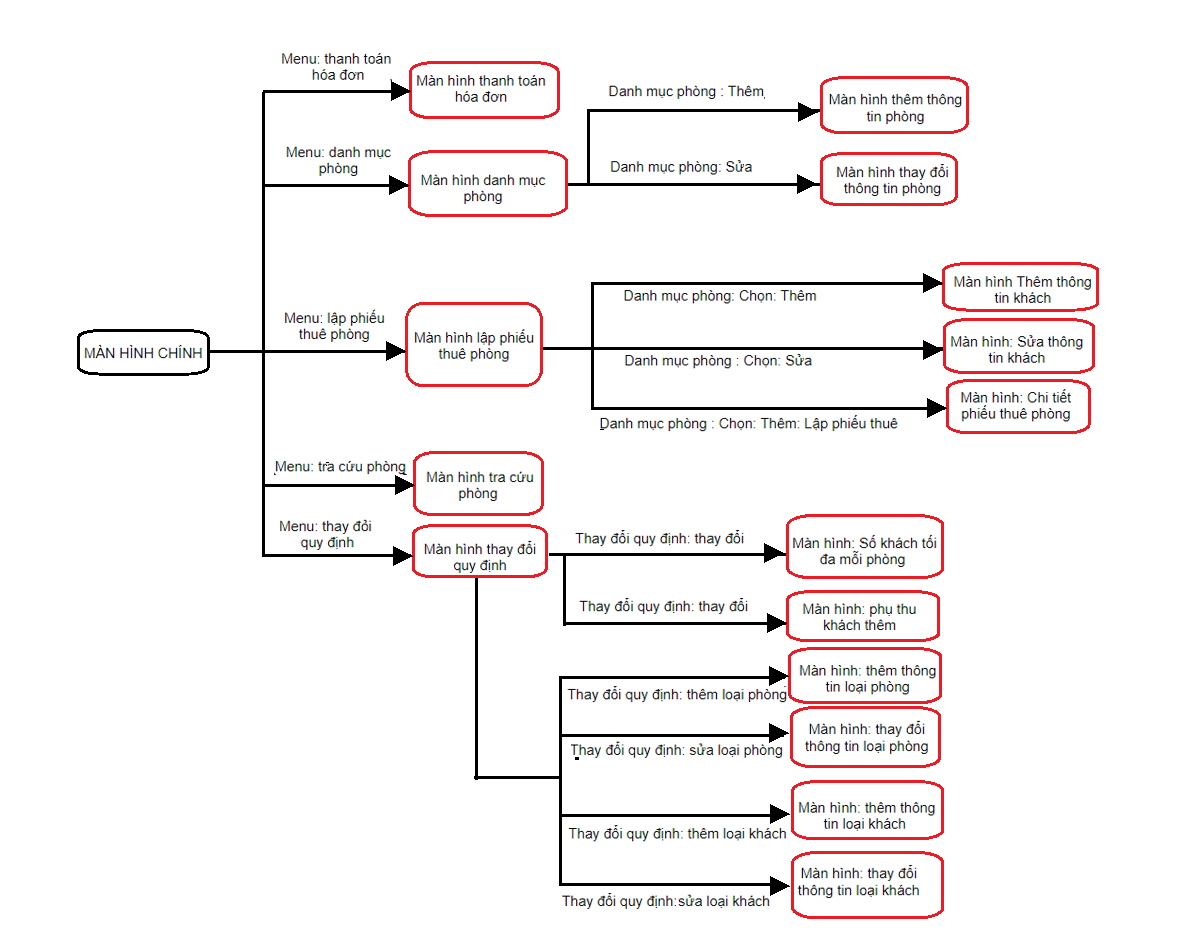 Menu: thanh toán
hóa đơn
Màn hình thanh toán
hóa đơn
Menu: danh mục
phòng
Màn hình danh mục
phòng
Danh mục phòng : Thêm
Màn hình thêm thông
tin phòng
Danh mục phòng: Sửa
Màn hình thay đổi
thông tin phòng
MÀN HÌNH CHÍNH
Menu: lập phiếu
thuê phòng
Màn hình lập phiếu
thuê phòng
Danh mục phòng: Chọn: Thêm
Màn hình Thêm thông
tin khách
Danh mục phòng : Chọn: Sửa
Màn hình: Sửa thông
tin khách
Danh mục phòng : Chọn: Thêm: Lập phiếu thuê
Màn hình: Chi tiết
phiếu thuê phòng
Menu: tra cứu phòng
Màn hình tra cứu
phòng
Menu: thay đổi
quy định
Màn hình thay đổi
quy định
Thay đổi quy định: thay đổi
Màn hình: Số khách tối
đa mỗi phòng
Thay đổi quy định: thay đổi
Màn hình: phụ thu
khách thêm
Thay đổi quy định: thêm loại phòng
Màn hình: thêm thông
tin loại phòng
Thay đổi quy định: sửa loại phòng
Màn hình: thay đổi
thông tin loại phòng
Thay đổi quy định: thêm loại khách
Màn hình: thêm thông
tin loại khách
Thay đổi quy định:sửa loại khách
Màn hình: thay đổi
thông tin loại khách